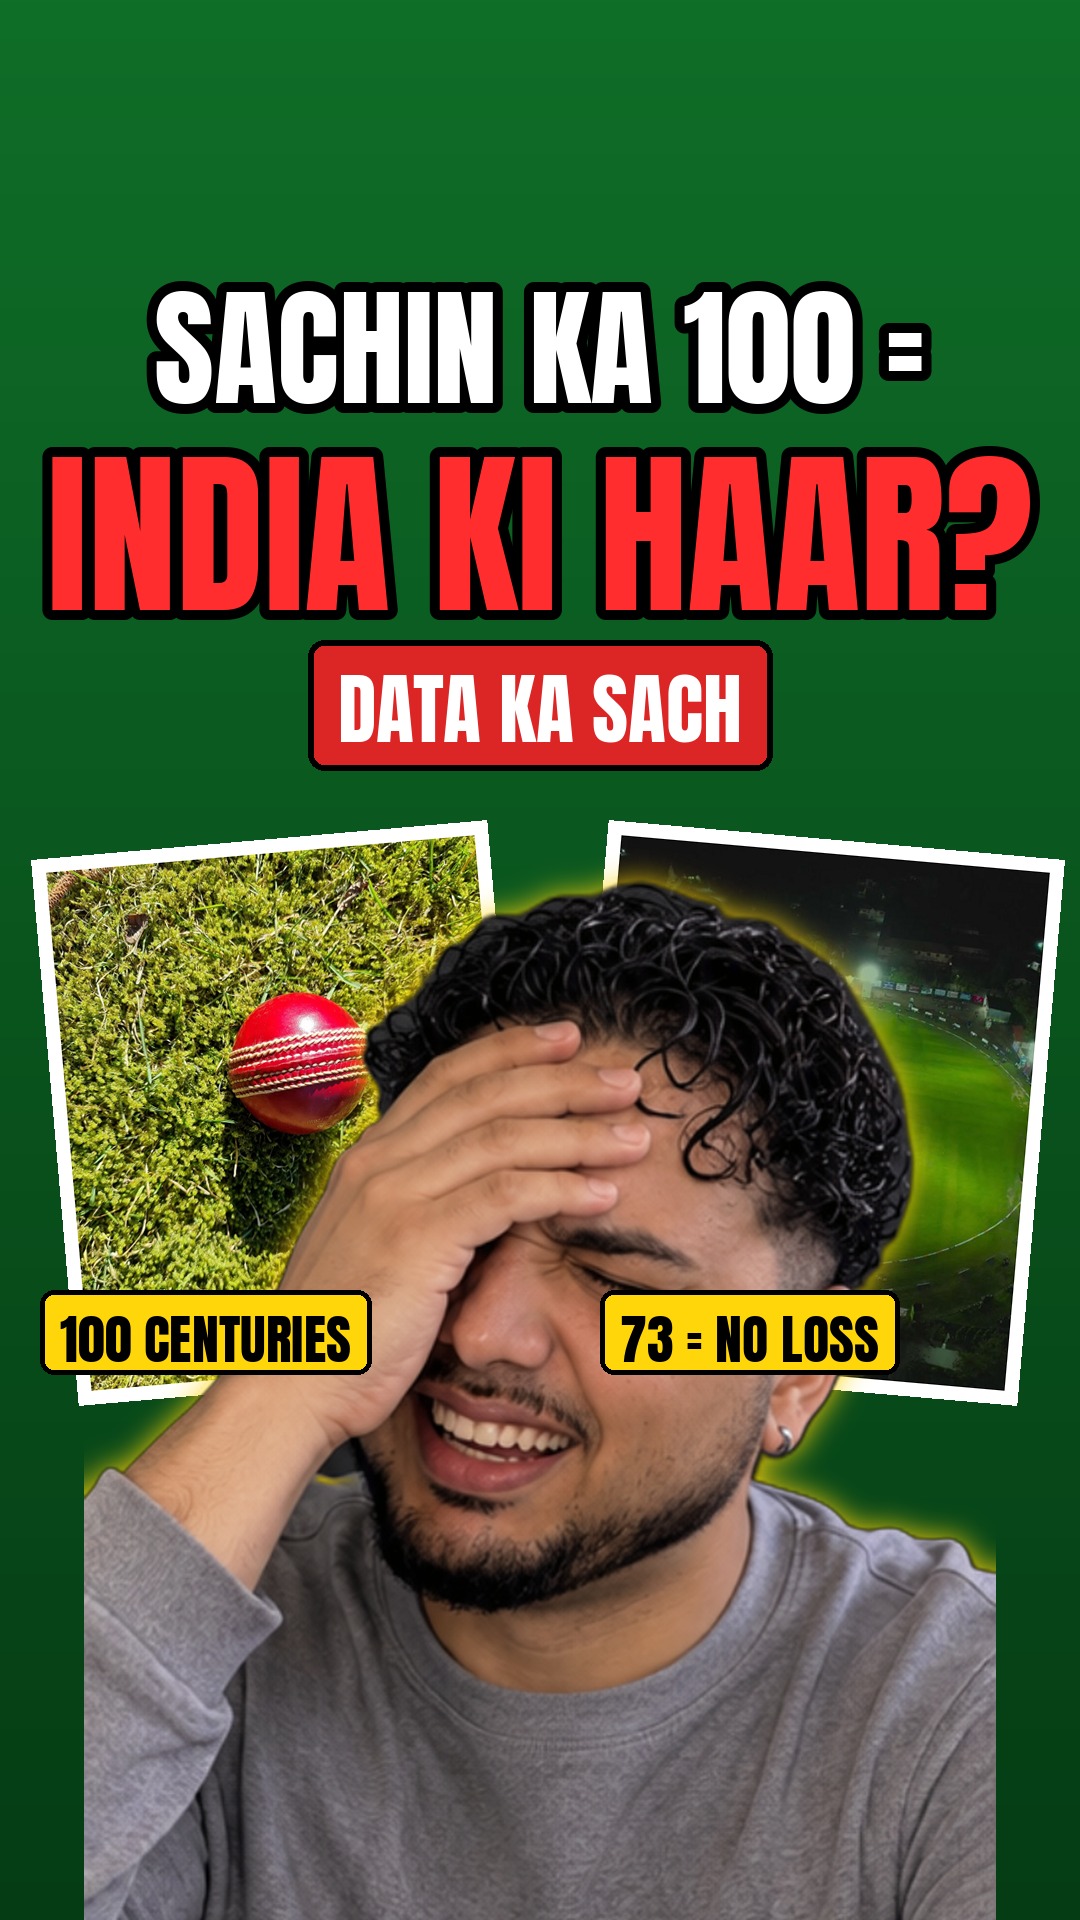 SACHIN KA 100 =
INDIA KI HAAR?
DATA KA SACH
100 CENTURIES
73 = NO LOSS